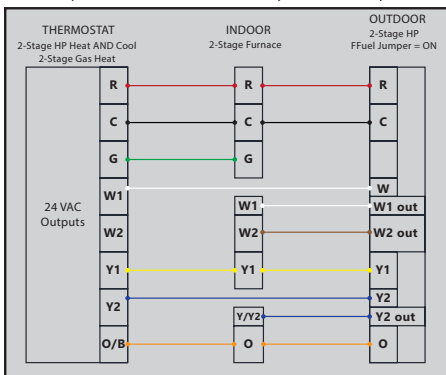 THERMOSTAT
2-Stage HP Heat AND Cool
2-Stage Gas Heat
INDOOR
2-Stage Furnace
OUTDOOR
2-Stage HP
FFuel Jumper = ON
R R R
C C C
G G
W1 W
W1 W1 out
24 VAC
Outputs
W2 W2 W2 out
Y1 Y1 Y1
Y2 Y2
Y/Y2 Y2 out
O/B O O